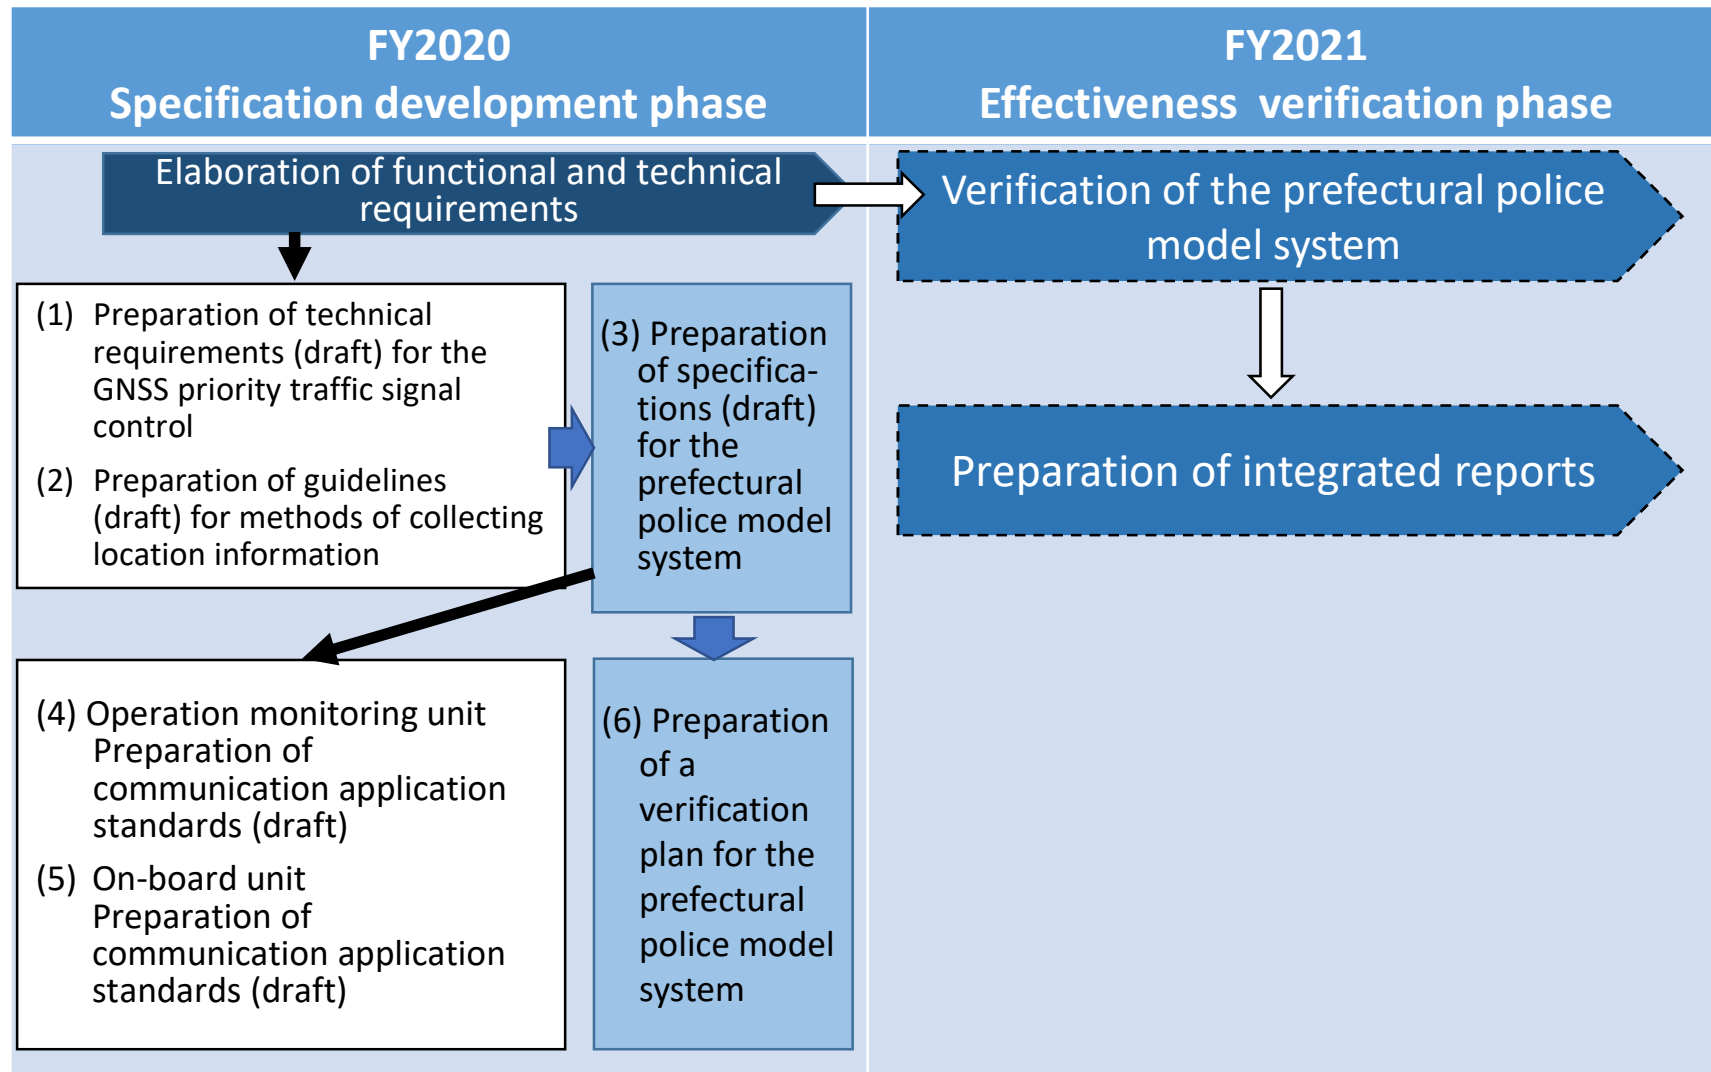 FY2020
Specification development phase
FY2021
Effectiveness verification phase
Elaboration of functional and technical
requirements
Verification of the prefectural police
model system
(1) Preparation of technical
requirements (draft) for the
GNSS priority traffic signal
control
(2) Preparation of guidelines
(draft) for methods of collecting
location information
(3) Preparation
of specifica-
tions (draft)
for the
prefectural
police model
system
Preparation of integrated reports
(4) Operation monitoring unit
Preparation of
communication application
standards (draft)
(5) On-board unit
Preparation of
communication application
standards (draft)
(6) Preparation
of a
verification
plan for the
prefectural
police model
system